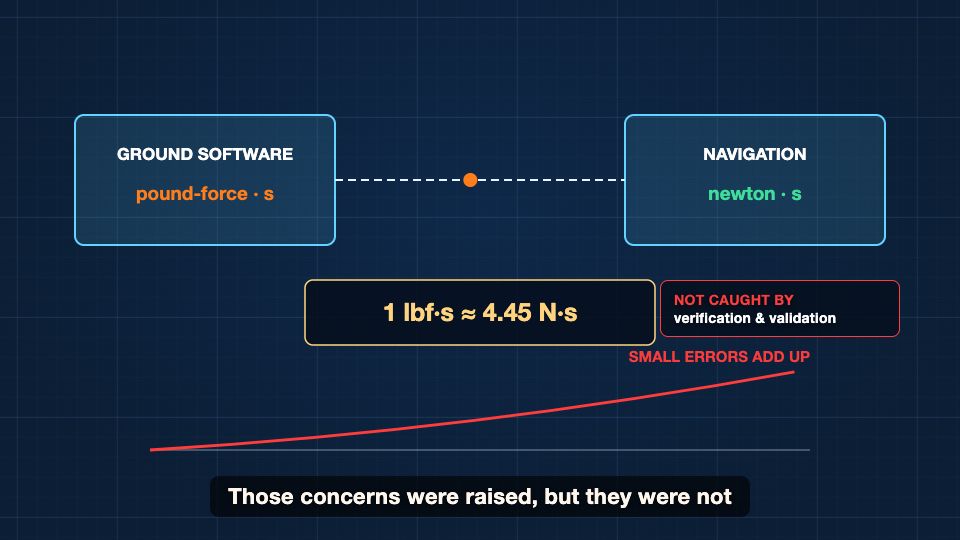 GROUND SOFTWARE
pound-force · s
NAVIGATION
newton · s
1 lbf·s ≈ 4.45 N·s
NOT CAUGHT BY
verification & validation
SMALL ERRORS ADD UP
Those concerns were raised, but they were not